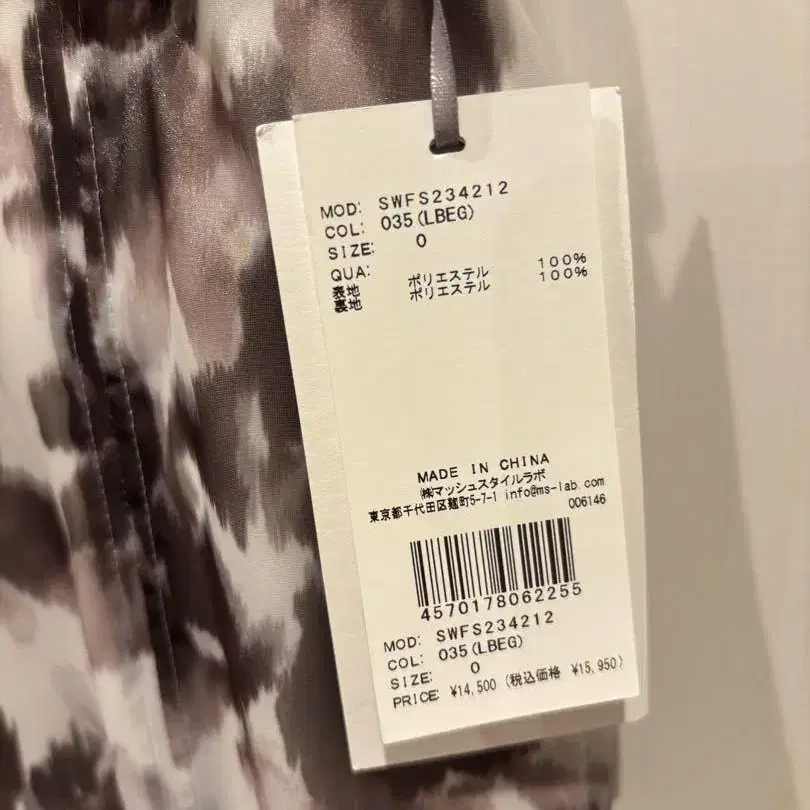 MOD: SWFS234212
COL: 035(LBEG)
SIZE: 0
QUA:
表地 ポリエステル 100%
裏地 ポリエステル 100%
MADE IN CHINA
㈱マッシュスタイルラボ
東京都千代田区麹町5-7-1 info@ms-lab.com
006146
4570178062255
MOD: SWFS234212
COL: 035(LBEG)
SIZE: 0
PRICE: ¥14,500 (税込価格 ¥15,950)